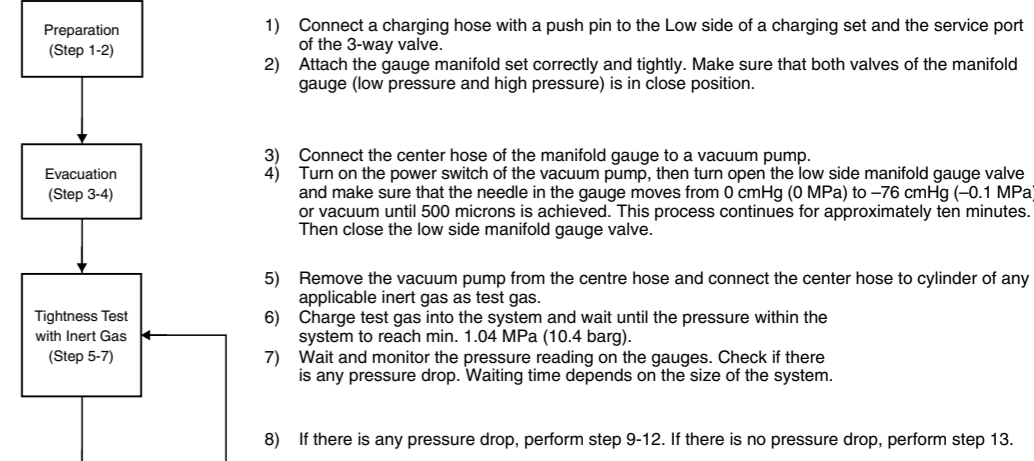 Preparation
(Step 1-2)
1) Connect a charging hose with a push pin to the Low side of a charging set and the service port
of the 3-way valve.
2) Attach the gauge manifold set correctly and tightly. Make sure that both valves of the manifold
gauge (low pressure and high pressure) is in close position.
Evacuation
(Step 3-4)
3) Connect the center hose of the manifold gauge to a vacuum pump.
4) Turn on the power switch of the vacuum pump, then turn open the low side manifold gauge valve
and make sure that the needle in the gauge moves from 0 cmHg (0 MPa) to –76 cmHg (–0.1 MPa)
or vacuum until 500 microns is achieved. This process continues for approximately ten minutes.
Then close the low side manifold gauge valve.
Tightness Test
with Inert Gas
(Step 5-7)
5) Remove the vacuum pump from the centre hose and connect the center hose to cylinder of any
applicable inert gas as test gas.
6) Charge test gas into the system and wait until the pressure within the
system to reach min. 1.04 MPa (10.4 barg).
7) Wait and monitor the pressure reading on the gauges. Check if there
is any pressure drop. Waiting time depends on the size of the system.
8) If there is any pressure drop, perform step 9-12. If there is no pressure drop, perform step 13.